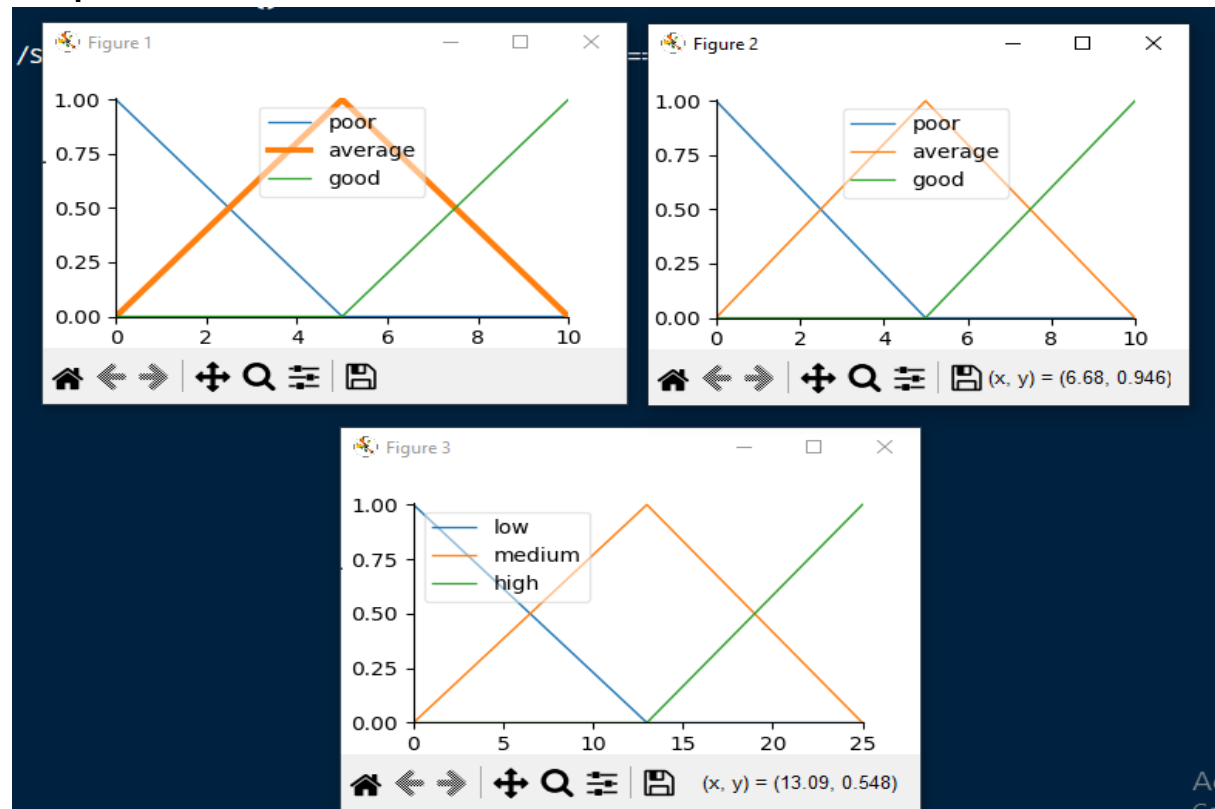 /s
Figure 1
1.00
0.75
0.50
0.25
0.00
0 2 4 6 8 10
poor
average
good
Figure 2
1.00
0.75
0.50
0.25
0.00
0 2 4 6 8 10
poor
average
good
(x, y) = (6.68, 0.946)
Figure 3
1.00
0.75
0.50
0.25
0.00
0 5 10 15 20 25
low
medium
high
(x, y) = (13.09, 0.548)